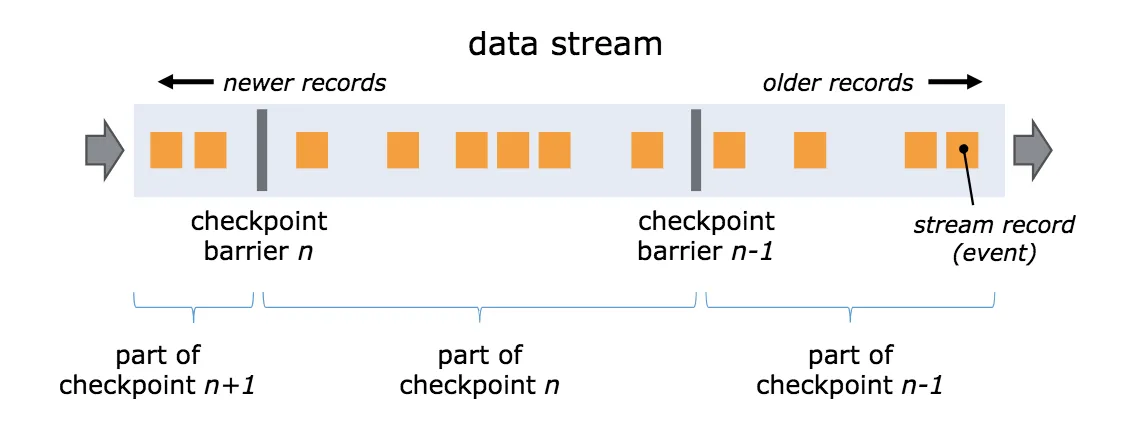 data stream
newer records
older records
checkpoint
barrier n
checkpoint
barrier n-1
stream record
(event)
part of
checkpoint n+1
part of
checkpoint n
part of
checkpoint n-1